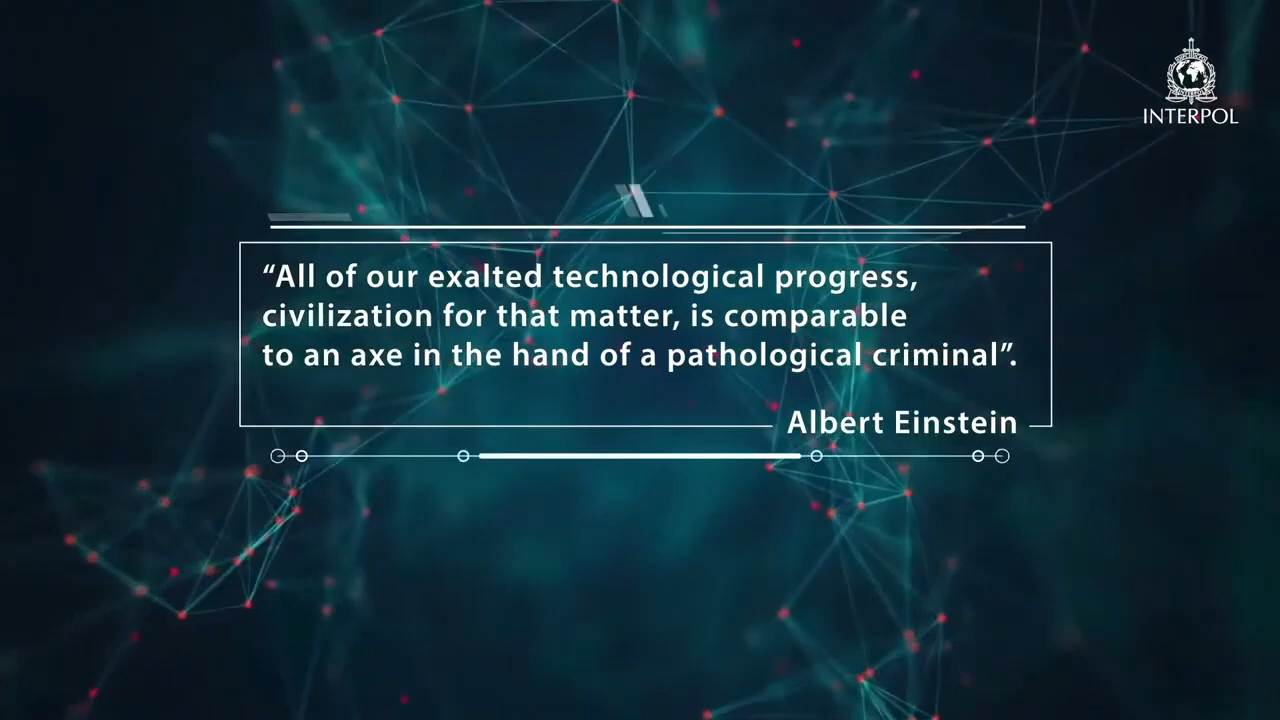 INTERPOL
“All of our exalted technological progress,
civilization for that matter, is comparable
to an axe in the hand of a pathological criminal”.
Albert Einstein